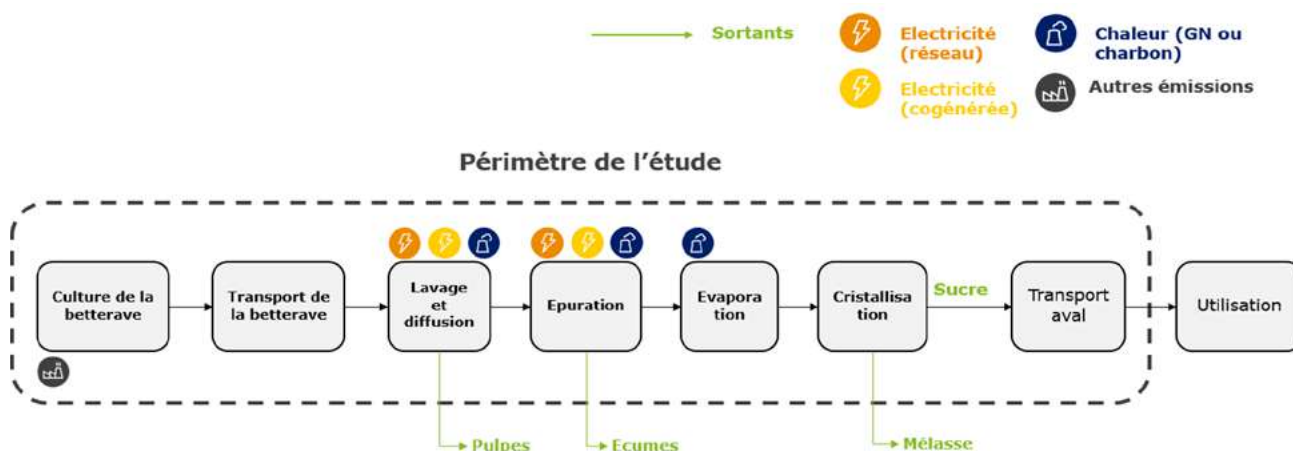 Sortants
Electricité
(réseau)
Chaleur (GN ou
charbon)
Electricité
(cogénérée)
Autres émissions
Périmètre de l'étude
Culture de la
betterave
Transport de
la betterave
Lavage
et
diffusion
Epuration
Evapora
tion
Cristallisa
tion
Sucre
Transport
aval
Utilisation
Pulpes
Ecumes
Mélasse